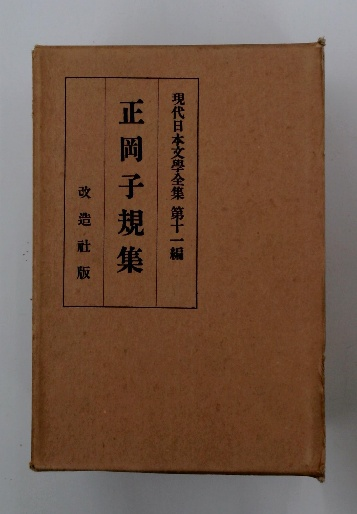 現代日本文學全集 第十一編
正岡子規集
改造社版